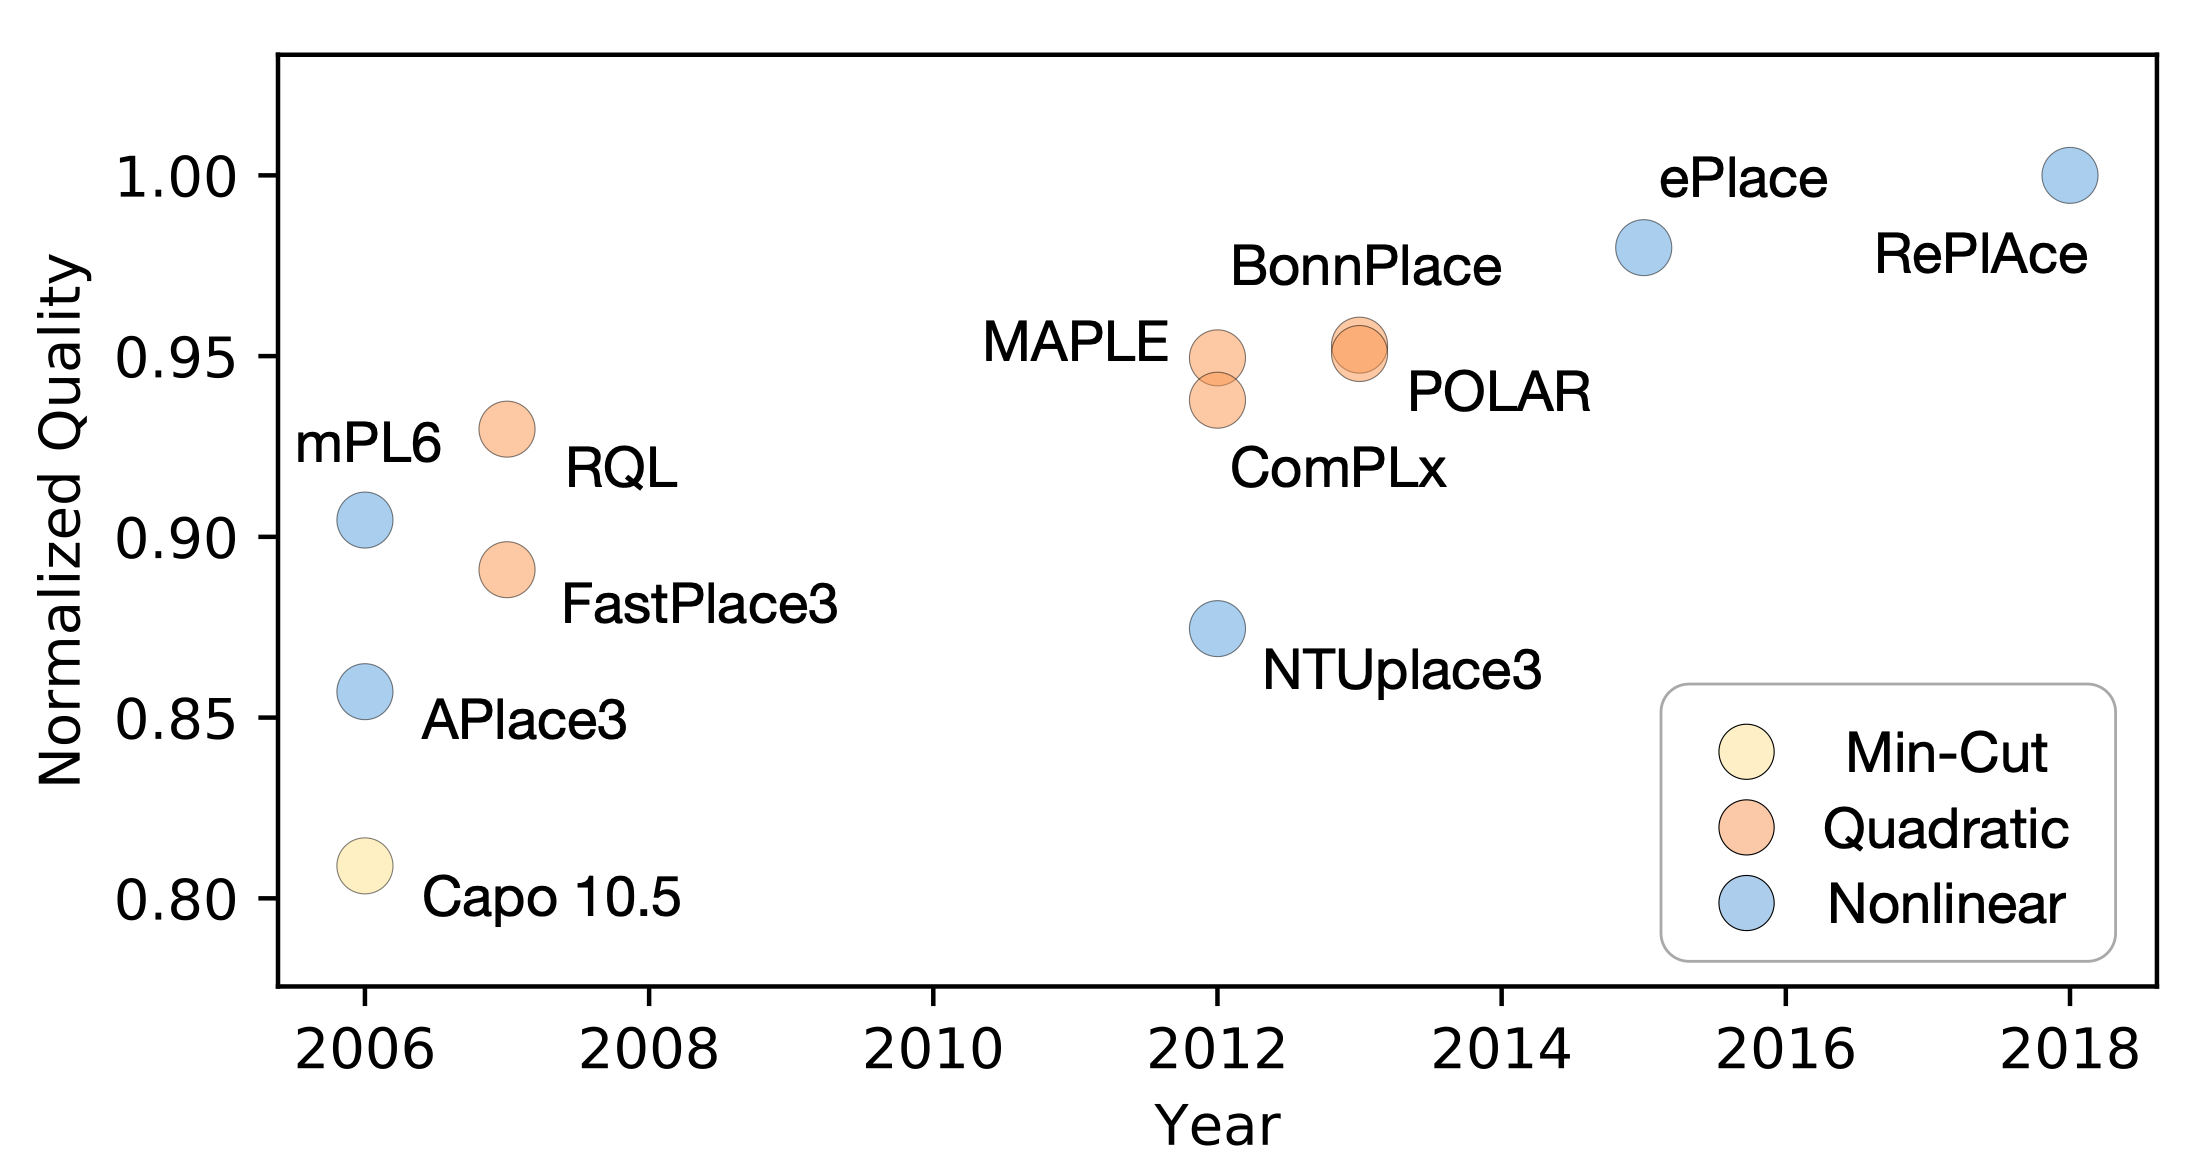 Normalized Quality
1.00
0.95
0.90
0.85
0.80
ePlace
RePlAce
BonnPlace
MAPLE
POLAR
mPL6
RQL
ComPLx
FastPlace3
NTUplace3
APlace3
Capo 10.5
Min-Cut
Quadratic
Nonlinear
2006 2008 2010 2012 2014 2016 2018
Year